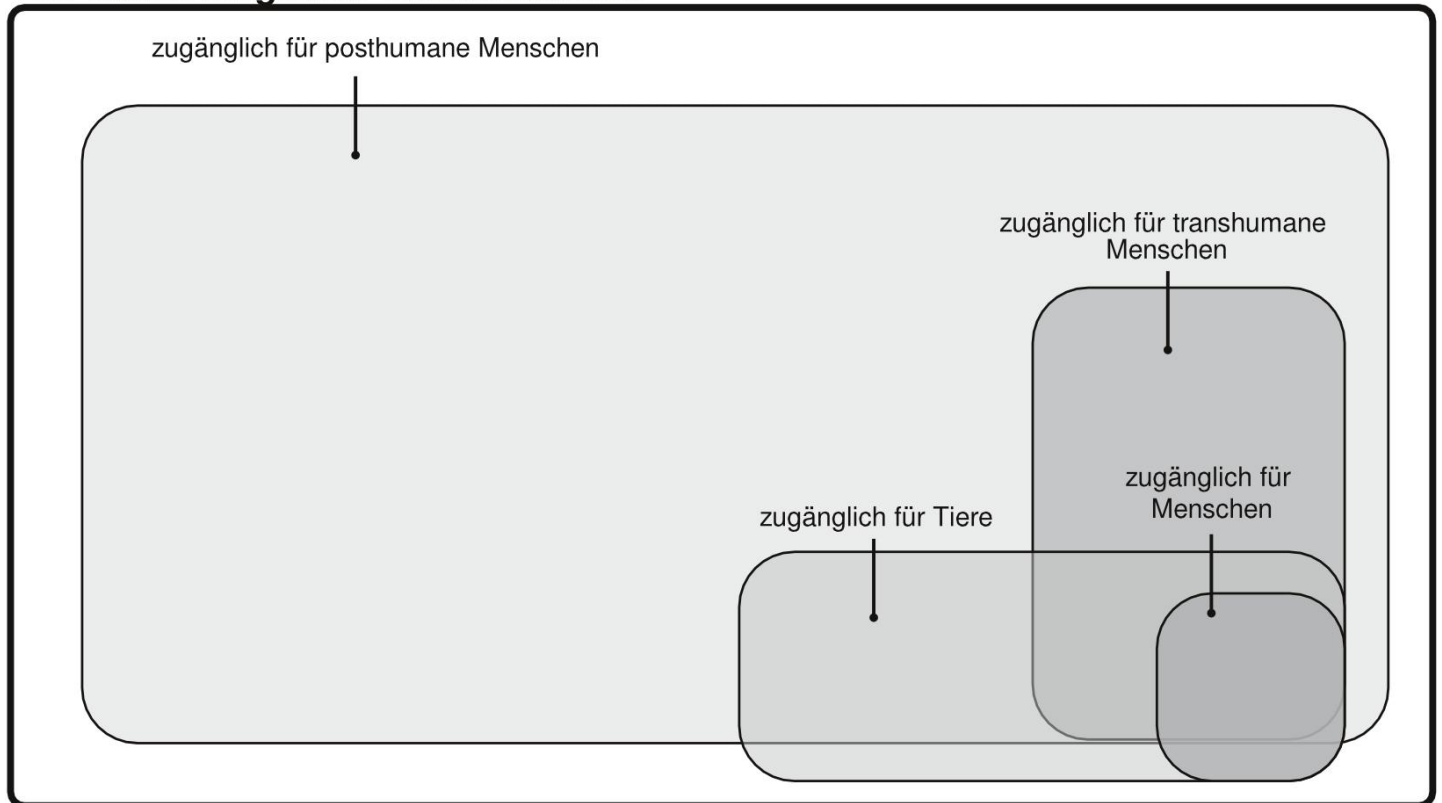 zugänglich für posthumane Menschen
zugänglich für transhumane
Menschen
zugänglich für
Menschen
zugänglich für Tiere